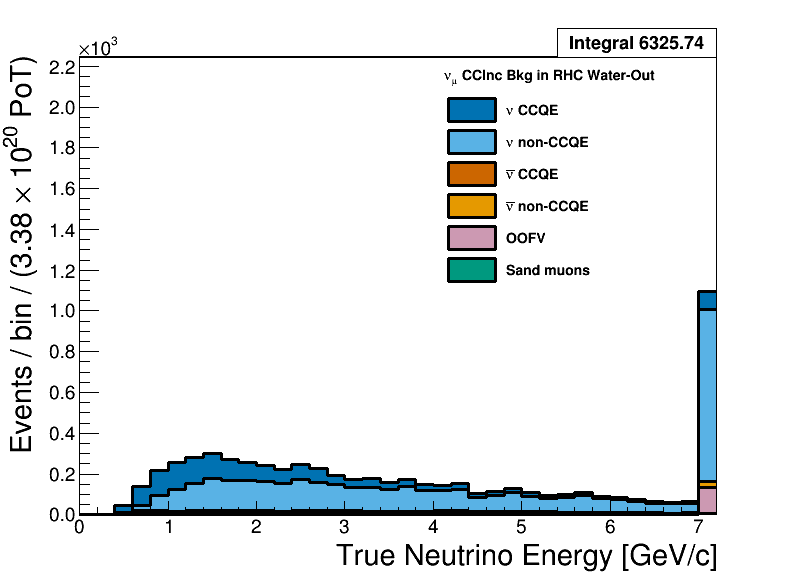 Integral 6325.74
×10³
ν_μ CCInc Bkg in RHC Water-Out
ν CCQE
ν non-CCQE
ν̅ CCQE
ν̅ non-CCQE
OOFV
Sand muons
Events / bin / (3.38 × 10²⁰ PoT)
2.2
2.0
1.8
1.6
1.4
1.2
1.0
0.8
0.6
0.4
0.2
0.0
0 1 2 3 4 5 6 7
True Neutrino Energy [GeV/c]